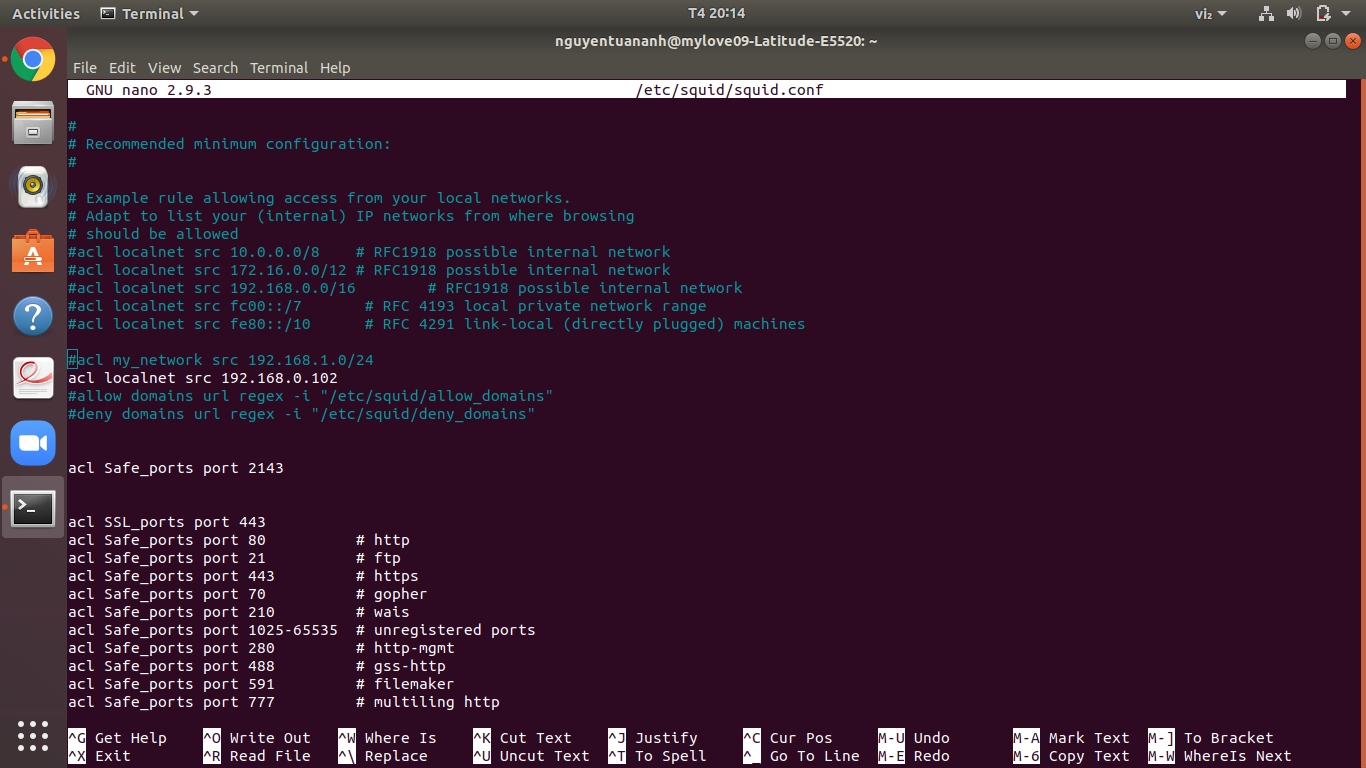 Activities Terminal T4 20:14 vi₂
nguyentuananh@mylove09-Latitude-E5520: ~
File Edit View Search Terminal Help
GNU nano 2.9.3 /etc/squid/squid.conf
#
# Recommended minimum configuration:
#
# Example rule allowing access from your local networks.
# Adapt to list your (internal) IP networks from where browsing
# should be allowed
#acl localnet src 10.0.0.0/8 # RFC1918 possible internal network
#acl localnet src 172.16.0.0/12 # RFC1918 possible internal network
#acl localnet src 192.168.0.0/16 # RFC1918 possible internal network
#acl localnet src fc00::/7 # RFC 4193 local private network range
#acl localnet src fe80::/10 # RFC 4291 link-local (directly plugged) machines
#acl my_network src 192.168.1.0/24
acl localnet src 192.168.0.102
#allow domains url regex -i "/etc/squid/allow_domains"
#deny domains url regex -i "/etc/squid/deny_domains"
acl Safe_ports port 2143
acl SSL_ports port 443
acl Safe_ports port 80 # http
acl Safe_ports port 21 # ftp
acl Safe_ports port 443 # https
acl Safe_ports port 70 # gopher
acl Safe_ports port 210 # wais
acl Safe_ports port 1025-65535 # unregistered ports
acl Safe_ports port 280 # http-mgmt
acl Safe_ports port 488 # gss-http
acl Safe_ports port 591 # filemaker
acl Safe_ports port 777 # multiling http
^G Get Help ^O Write Out ^W Where Is ^K Cut Text ^J Justify ^C Cur Pos M-U Undo M-A Mark Text M-] To Bracket
^X Exit ^R Read File ^\ Replace ^U Uncut Text ^T To Spell ^_ Go To Line M-E Redo M-6 Copy Text M-W WhereIs Next